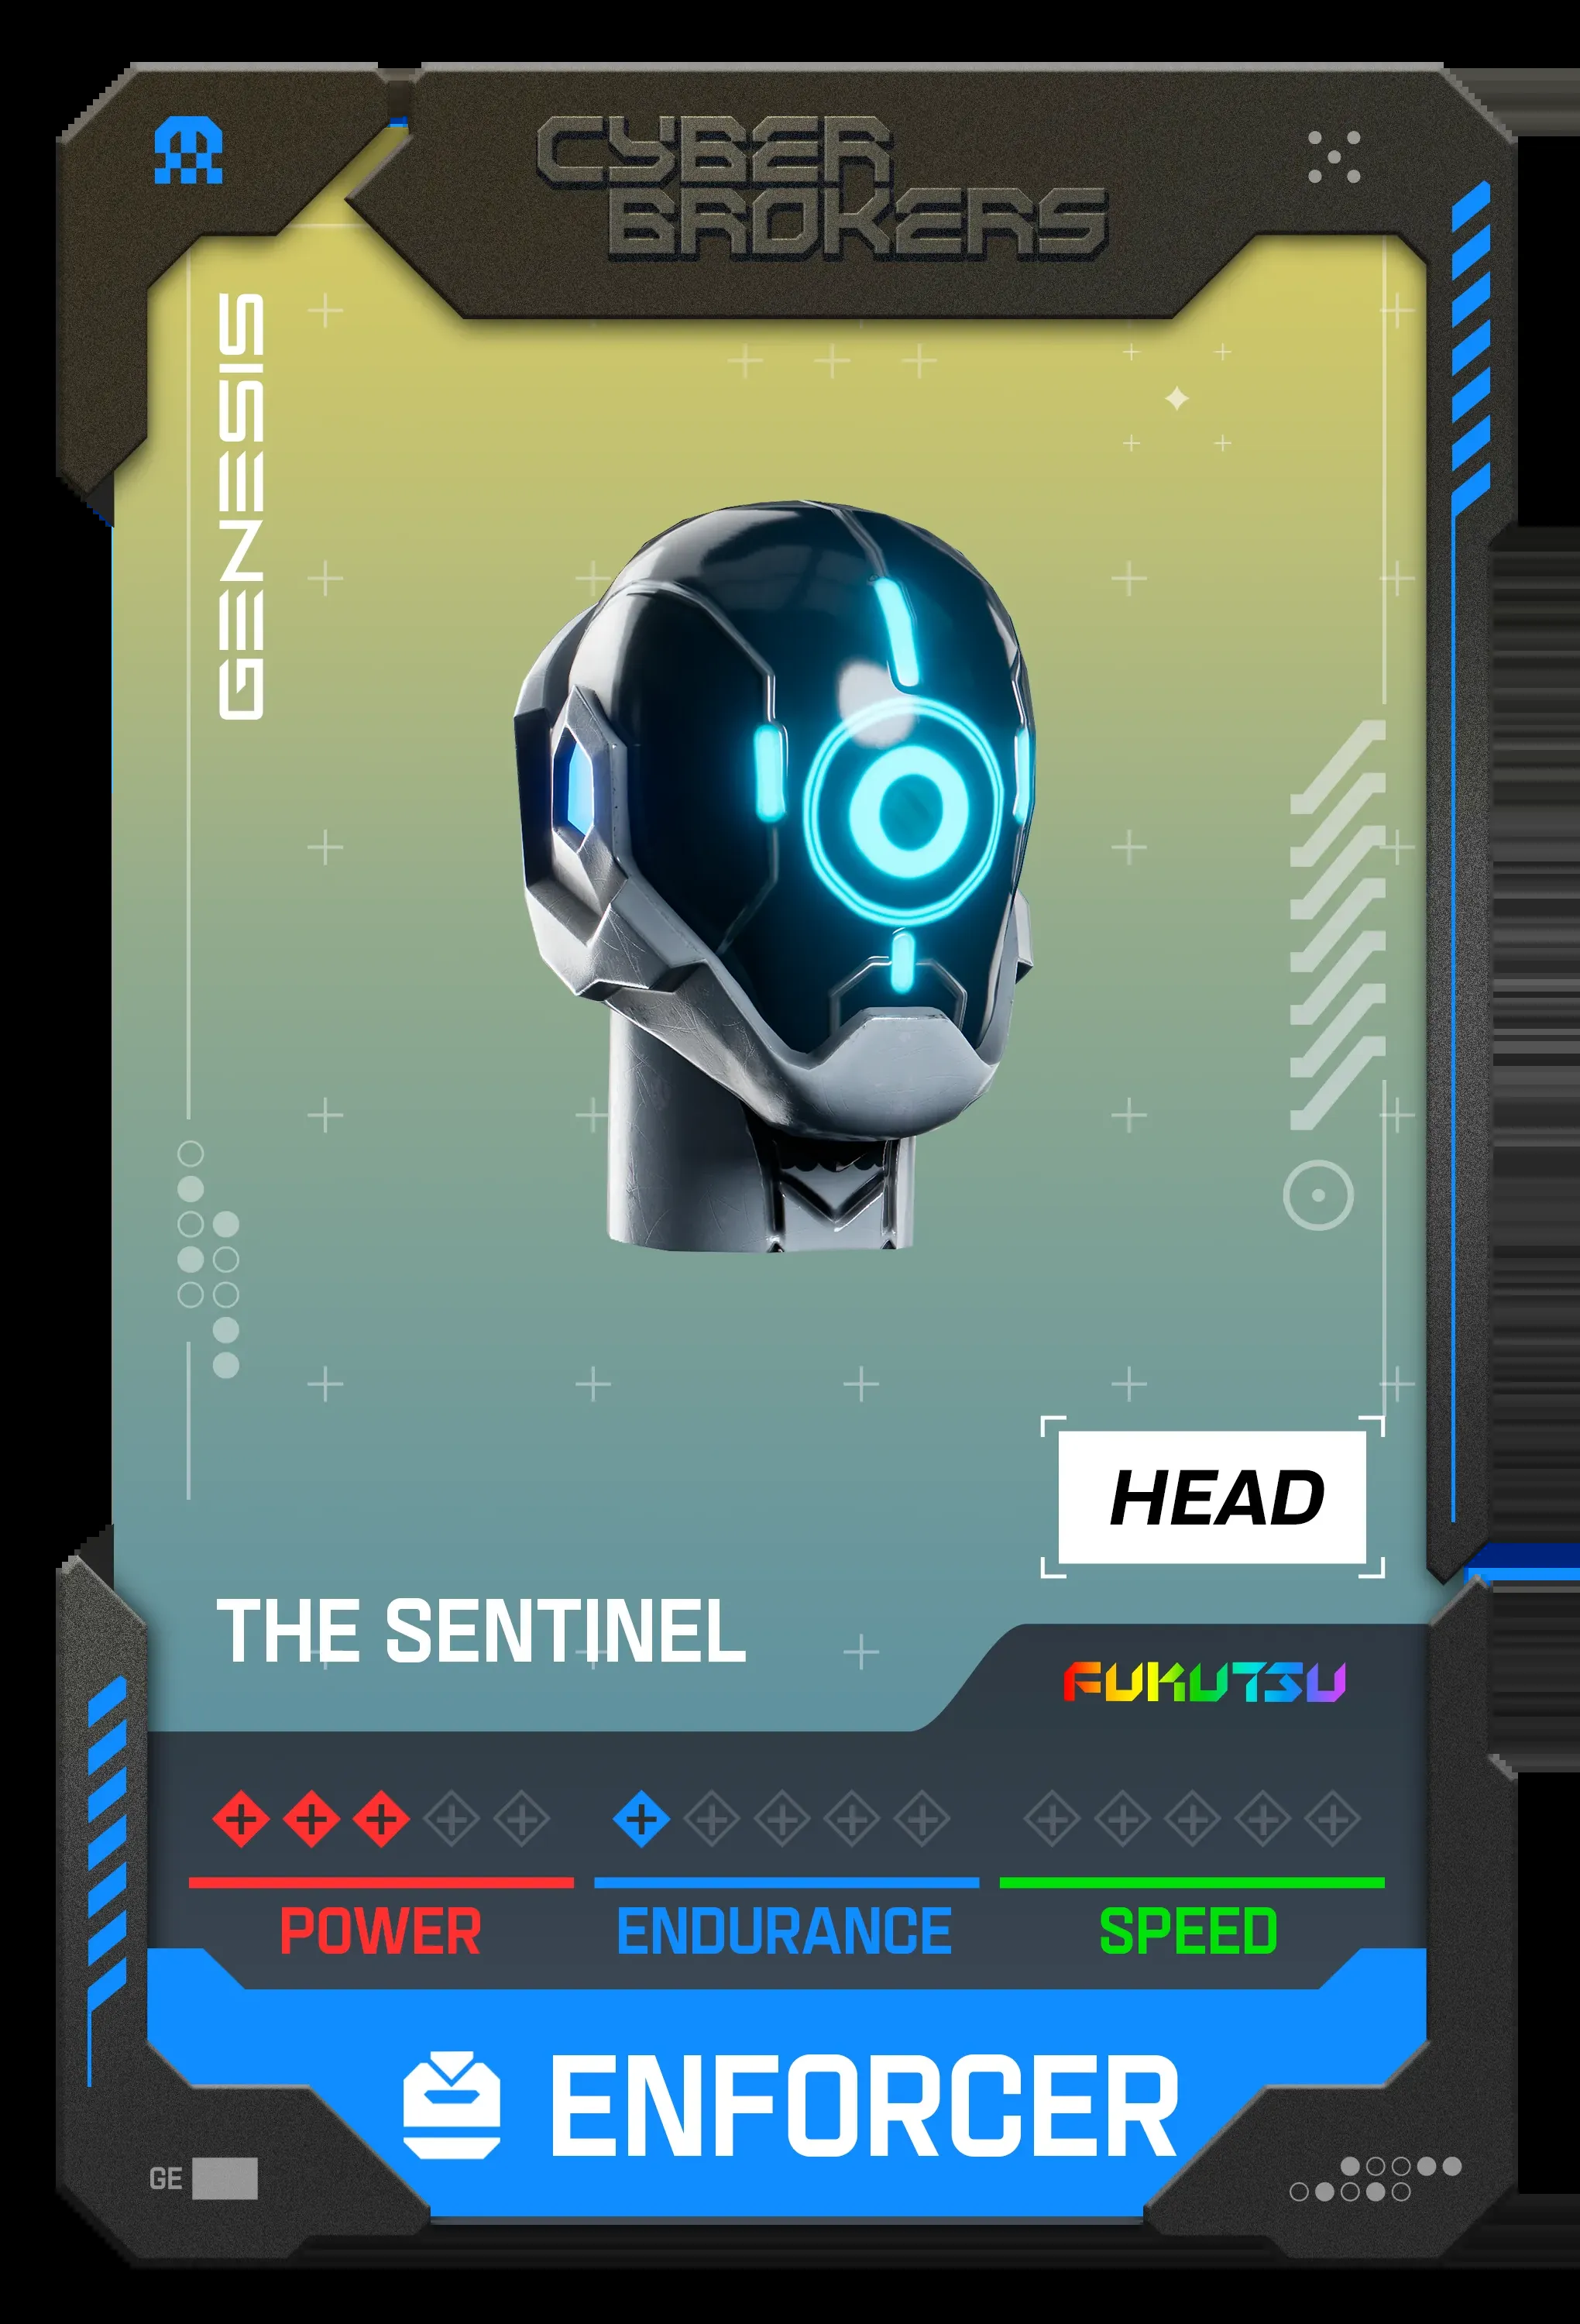 CYBER
BROKERS
GENESIS
HEAD
THE SENTINEL
FUKUTSU
POWER
ENDURANCE
SPEED
ENFORCER
GE